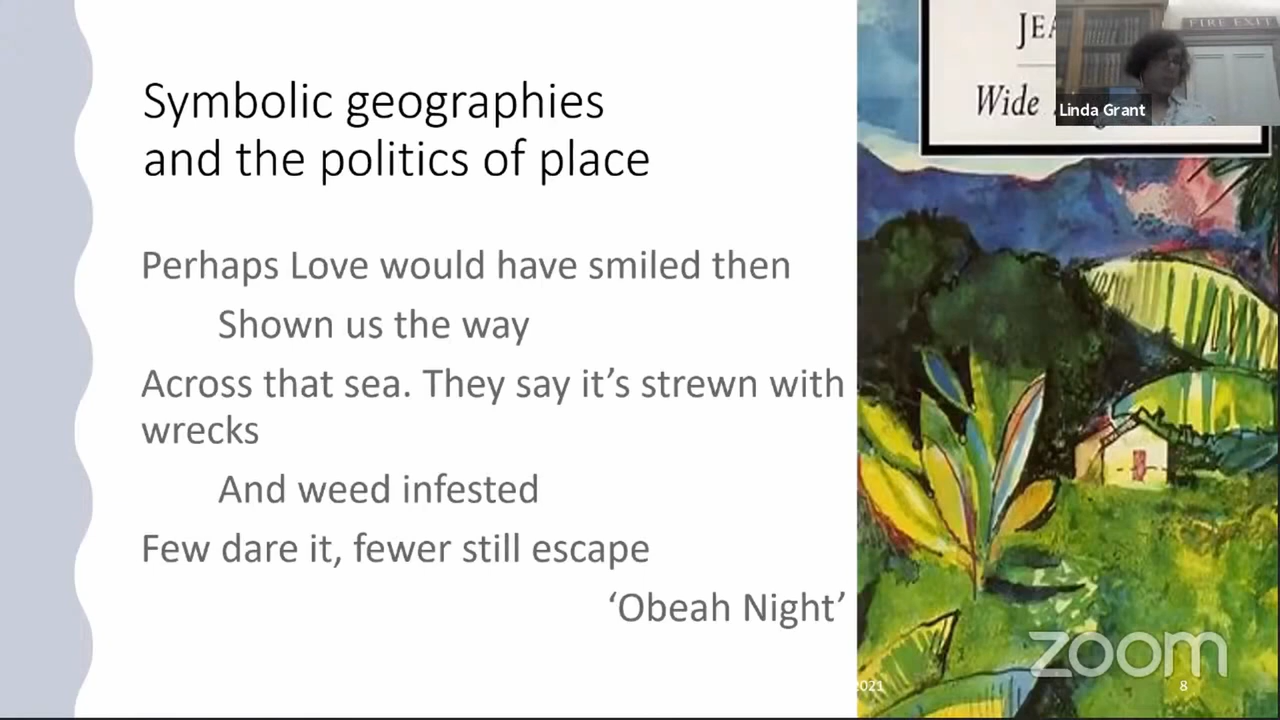 Symbolic geographies
and the politics of place
Perhaps Love would have smiled then
Shown us the way
Across that sea. They say it’s strewn with
wrecks
And weed infested
Few dare it, fewer still escape
‘Obeah Night’
Wide
FIRE EXIT
Linda Grant
zoom
2021
8